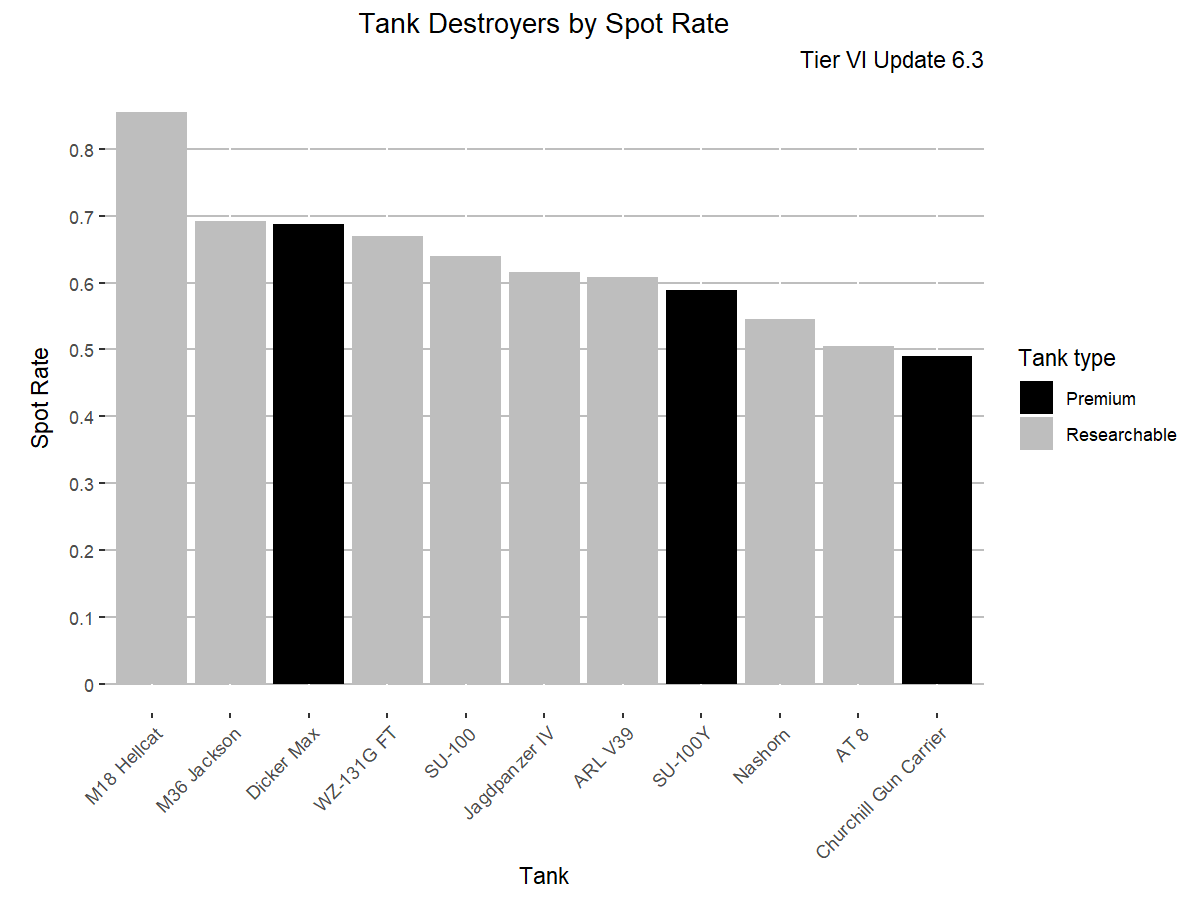 Tank Destroyers by Spot Rate
Tier VI Update 6.3
Spot Rate
0.8
0.7
0.6
0.5
0.4
0.3
0.2
0.1
0
M18 Hellcat
M36 Jackson
Dicker Max
WZ-131G FT
SU-100
Jagdpanzer IV
ARL V39
SU-100Y
Nashorn
AT 8
Churchill Gun Carrier
Tank
Tank type
Premium
Researchable